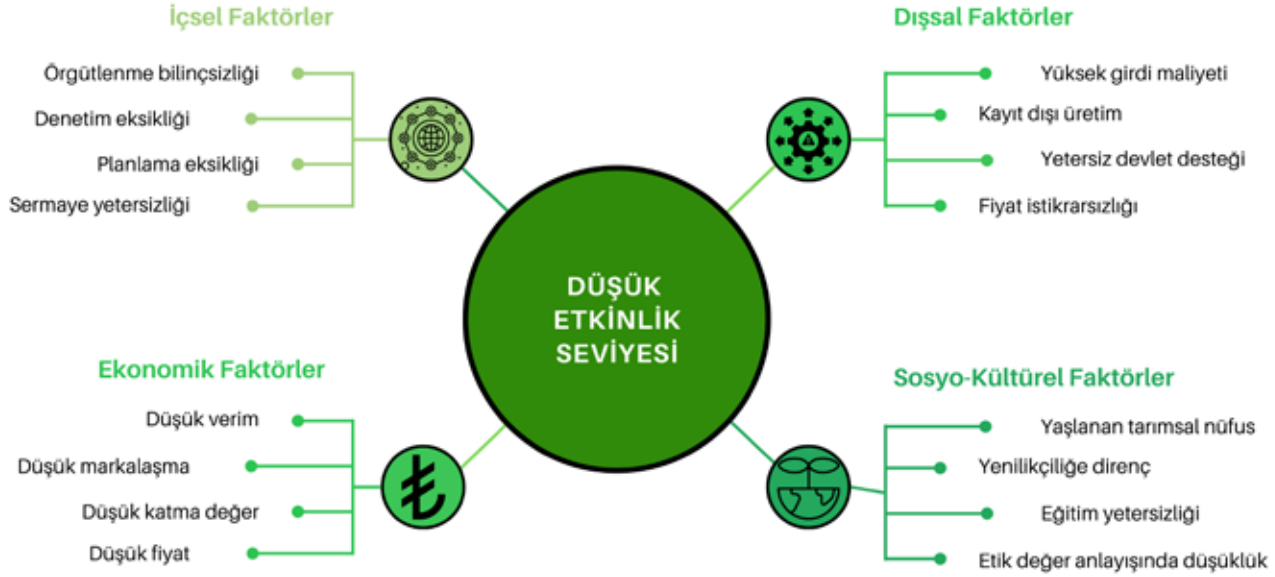 İçsel Faktörler
Örgütlenme bilinçsizliği
Denetim eksikliği
Planlama eksikliği
Sermaye yetersizliği
Dışsal Faktörler
Yüksek girdi maliyeti
Kayıt dışı üretim
Yetersiz devlet desteği
Fiyat istikrarsızlığı
DÜŞÜK
ETKİNLİK
SEVİYESİ
Ekonomik Faktörler
Düşük verim
Düşük markalaşma
Düşük katma değer
Düşük fiyat
Sosyo-Kültürel Faktörler
Yaşlanan tarımsal nüfus
Yenilikçiliğe direnç
Eğitim yetersizliği
Etik değer anlayışında düşüklük